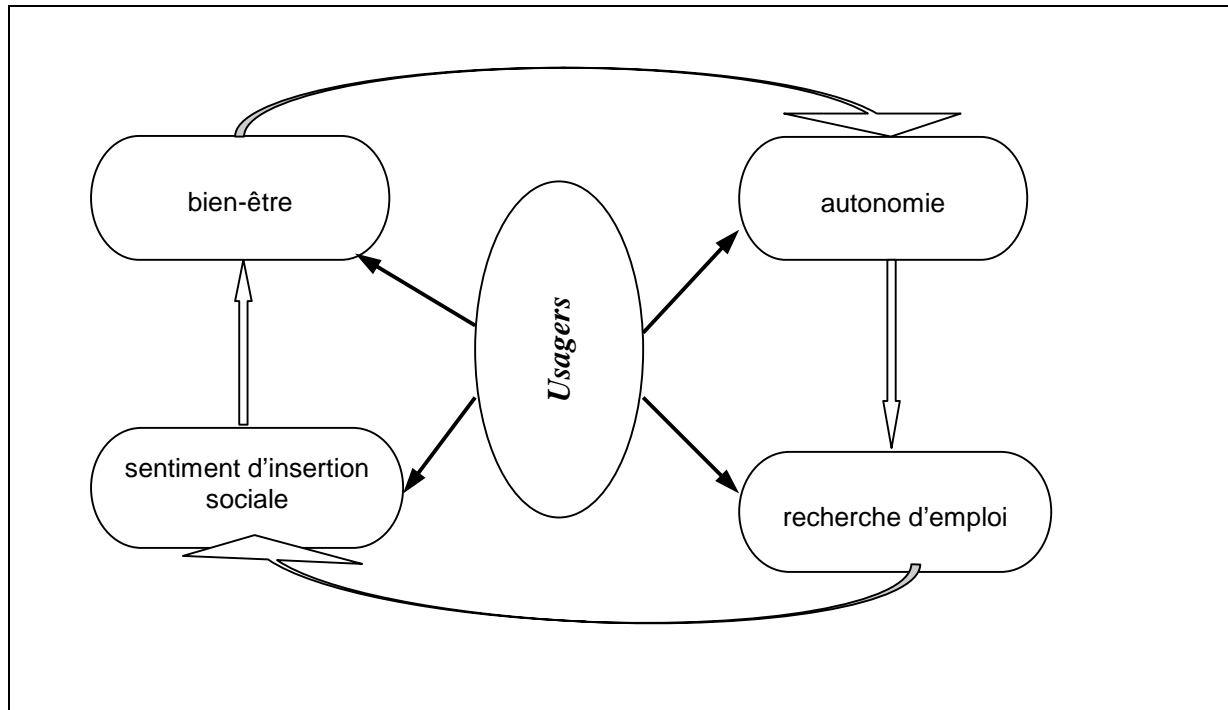 bien-être
autonomie
Usagers
sentiment d'insertion
sociale
recherche d'emploi